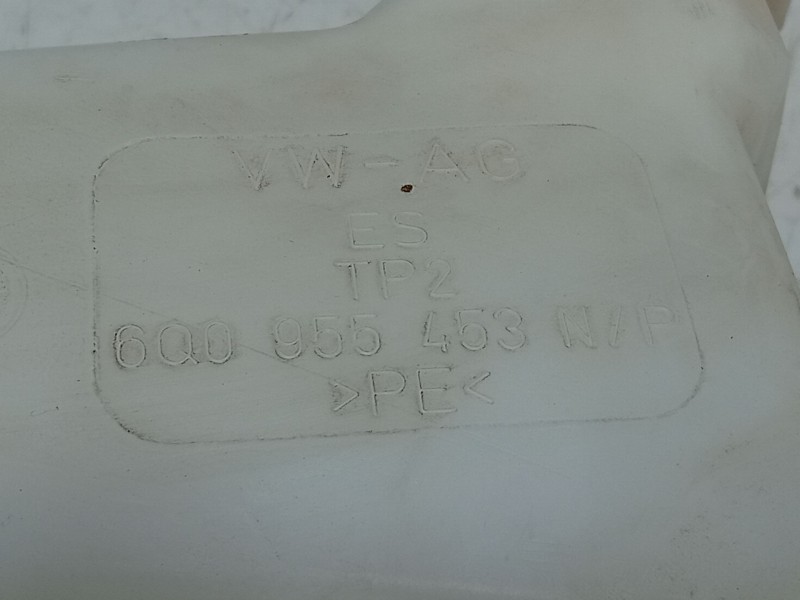 VW-AG
ES
TP2
6Q0 955 453 N/P
>PE<